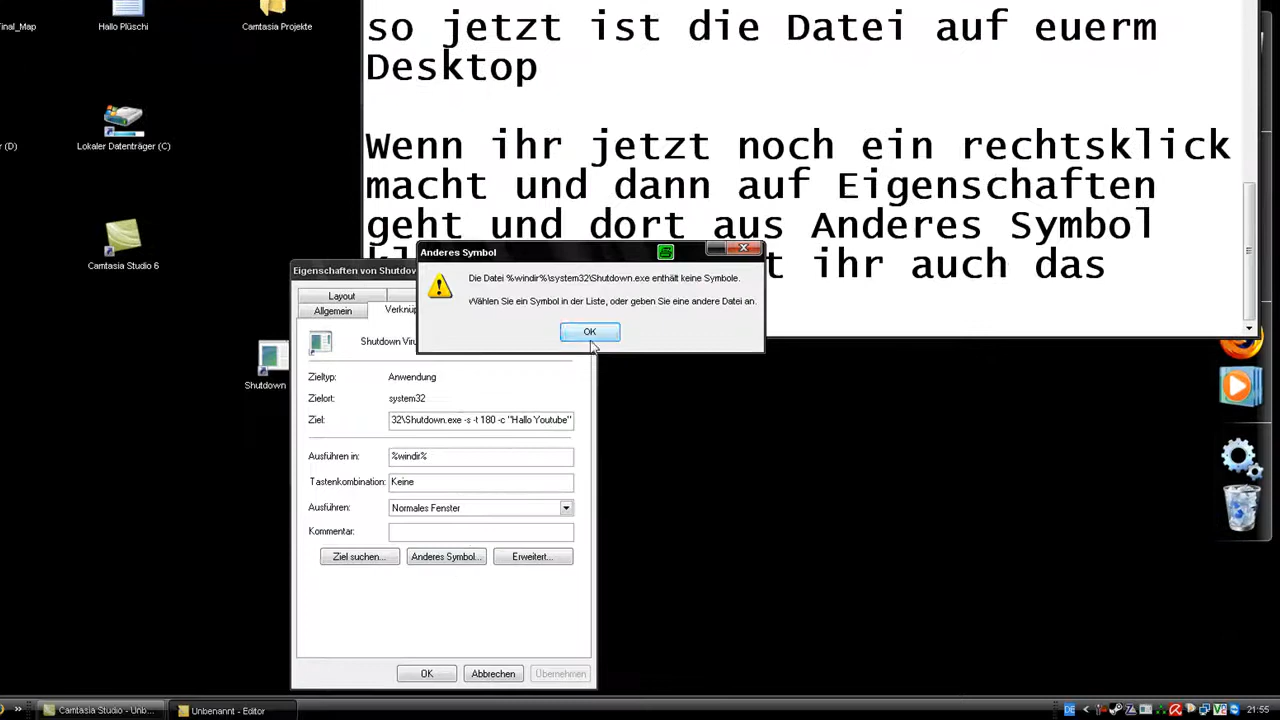 inal_Map
Hallo Plüschi
Camtasia Projekte
r (D)
Lokaler Datenträger (C)
Camtasia Studio 6
Shutdown
so jetzt ist die Datei auf euerm
Desktop
Wenn ihr jetzt noch ein rechtsklick
macht und dann auf Eigenschaften
geht und dort aus Anderes Symbol
t ihr auch das
Anderes Symbol
Die Datei %windir%\system32\Shutdown.exe enthält keine Symbole.
Wählen Sie ein Symbol in der Liste, oder geben Sie eine andere Datei an.
OK
Eigenschaften von Shutdow
Layout
Allgemein
Verknüp
Shutdown Viru
Zieltyp: Anwendung
Zielort: system32
Ziel: 32\Shutdown.exe -s -t 180 -c "Hallo Youtube"
Ausführen in: %windir%
Tastenkombination: Keine
Ausführen: Normales Fenster
Kommentar:
Ziel suchen... Anderes Symbol... Erweitert...
OK Abbrechen Übernehmen
Camtasia Studio - Unb...
Unbenannt - Editor
DE
21:55